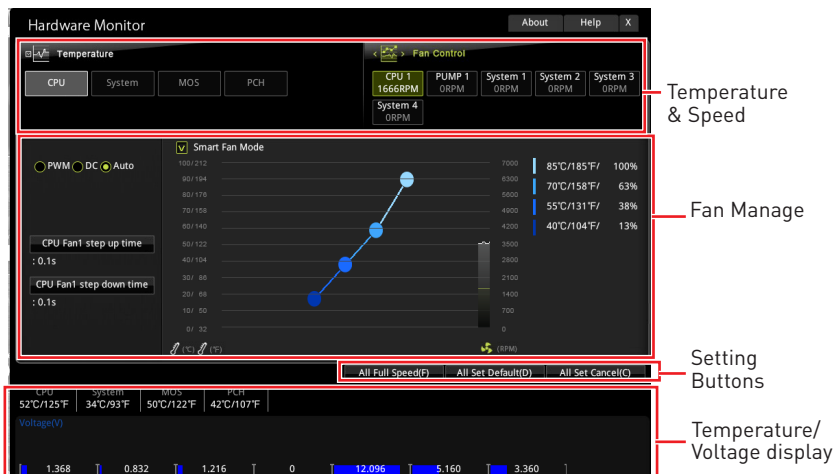 Hardware Monitor
About Help X
Temperature
Fan Control
CPU System MOS PCH
CPU 1 PUMP 1 System 1 System 2 System 3
1666RPM 0RPM 0RPM 0RPM 0RPM
System 4
0RPM
Temperature
& Speed
V Smart Fan Mode
PWM DC Auto
100/212 7000 85°C/185°F/ 100%
90/194 6300
80/176 5600 70°C/158°F/ 63%
70/158 4900 55°C/131°F/ 38%
60/140 4200 40°C/104°F/ 13%
50/122 3500
40/104 2800
30/ 86 2100
20/ 68 1400
10/ 50 700
0/ 32 0
(°C) (°F) (RPM)
CPU Fan1 step up time
: 0.1s
CPU Fan1 step down time
: 0.1s
Fan Manage
All Full Speed(F) All Set Default(D) All Set Cancel(C)
Setting
Buttons
CPU System MOS PCH
52°C/125°F 34°C/93°F 50°C/122°F 42°C/107°F
Voltage(V)
1.368 0.832 1.216 0 12.096 5.160 3.360
Temperature/
Voltage display